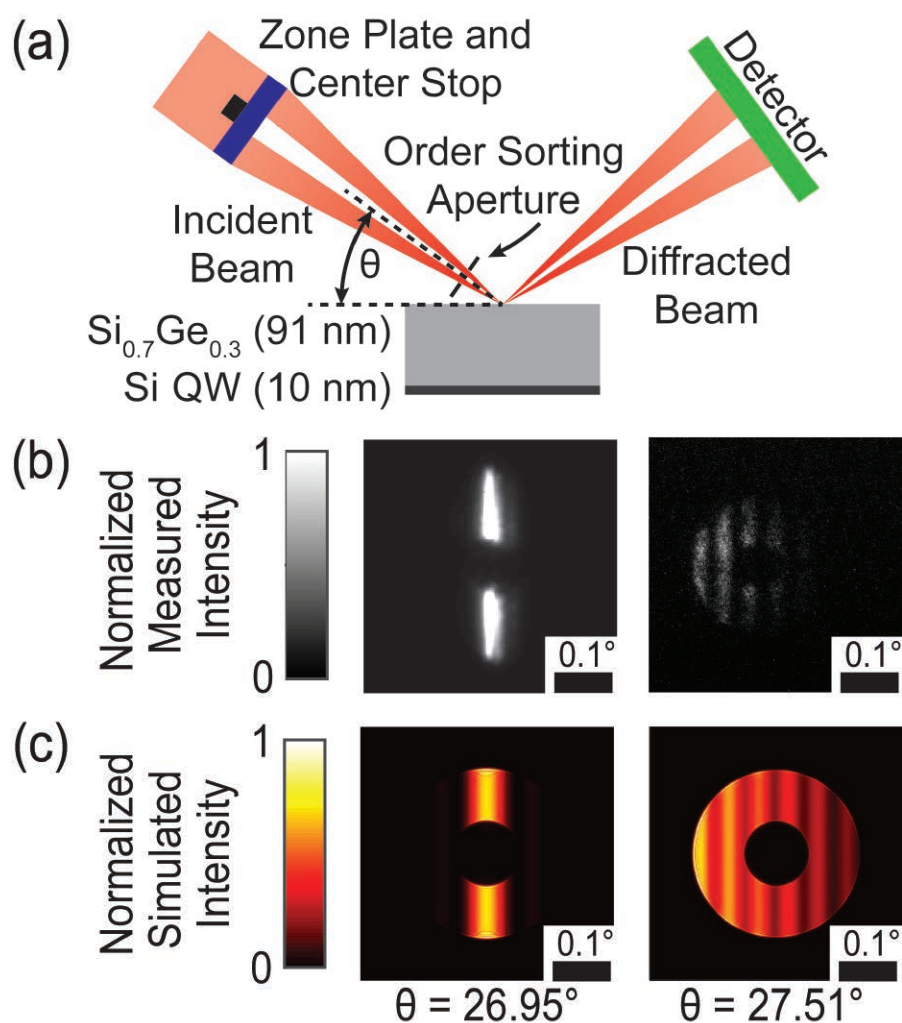 (a)
Zone Plate and
Center Stop
Detector
Order Sorting
Aperture
Incident
Beam
θ
Diffracted
Beam
Si0.7Ge0.3 (91 nm)
Si QW (10 nm)
(b)
Normalized
Measured
Intensity
1
0
0.1°
0.1°
(c)
Normalized
Simulated
Intensity
1
0
0.1°
0.1°
θ = 26.95°
θ = 27.51°